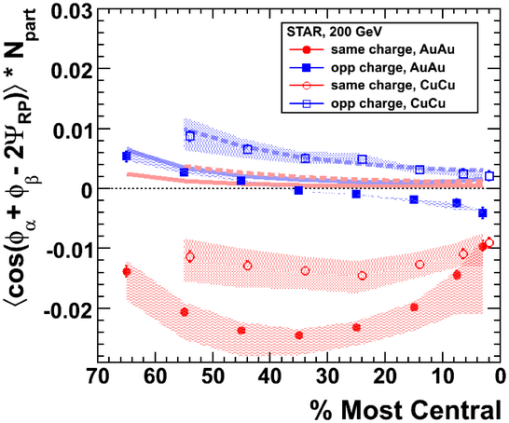 0.03
0.02
0.01
0
-0.01
-0.02
⟨cos(ϕα + ϕβ - 2ΨRP)⟩ * Npart
STAR, 200 GeV
same charge, AuAu
opp charge, AuAu
same charge, CuCu
opp charge, CuCu
70 60 50 40 30 20 10 0
% Most Central